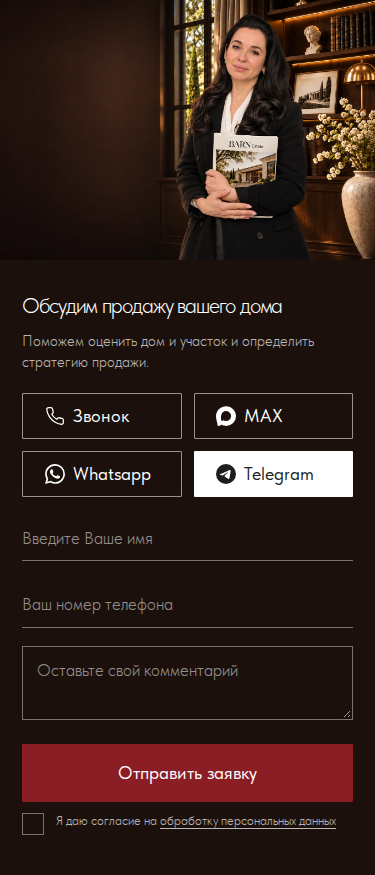 BARN
Обсудим продажу вашего дома
Поможем оценить дом и участок и определить
стратегию продажи.
Звонок
MAX
Whatsapp
Telegram
Введите Ваше имя
Ваш номер телефона
Оставьте свой комментарий
Отправить заявку
Я даю согласие на обработку персональных данных